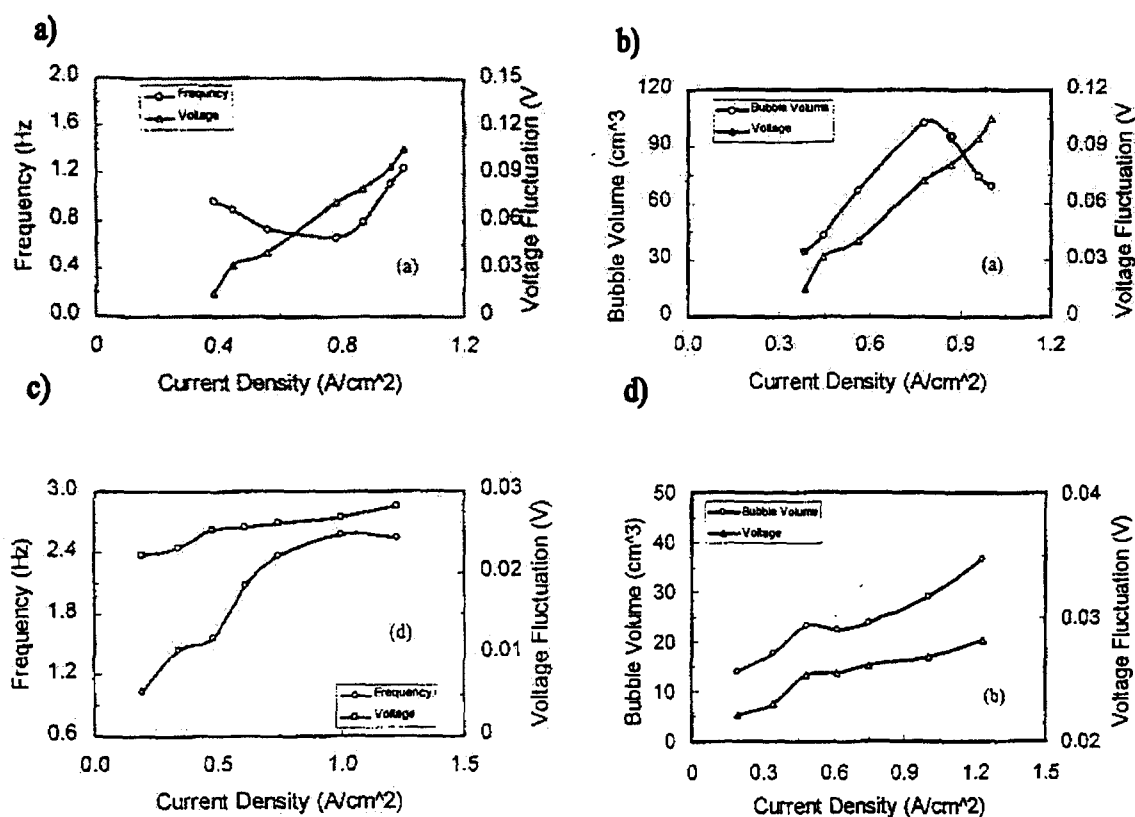 a)
2.0
1.6
1.2
0.8
0.4
0.0
Frequency (Hz
Frequncy
Voltage
(a)
0.15
0.12
0.09
0.06
0.03
0
Voltage Fluctuation (V
0
0.4
0.8
1.2
Current Density (A/cm^2)
b)
120
90
60
30
0
Bubble Volume (cm^3
Bubble Volume
Voltage
(a)
0.12
0.09
0.06
0.03
0
Voltage Fluctuation (V
0
0.3
0.6
0.9
1.2
Current Density (A/cm^2)
c)
3.0
2.4
1.8
1.2
0.6
Frequency (Hz)
(d)
Frequency
Voltage
0.03
0.02
0.01
0
Voltage Fluctuation (V)
0.0
0.5
1.0
1.5
Current Density (A/cm^2)
d)
50
40
30
20
10
0
Bubble Volume (cm^3)
Bubble Volume
Voltage
(b)
0.04
0.03
0.02
Voltage Fluctuation (V)
0
0.3
0.6
0.9
1.2
1.5
Current Density (A/cm^2)